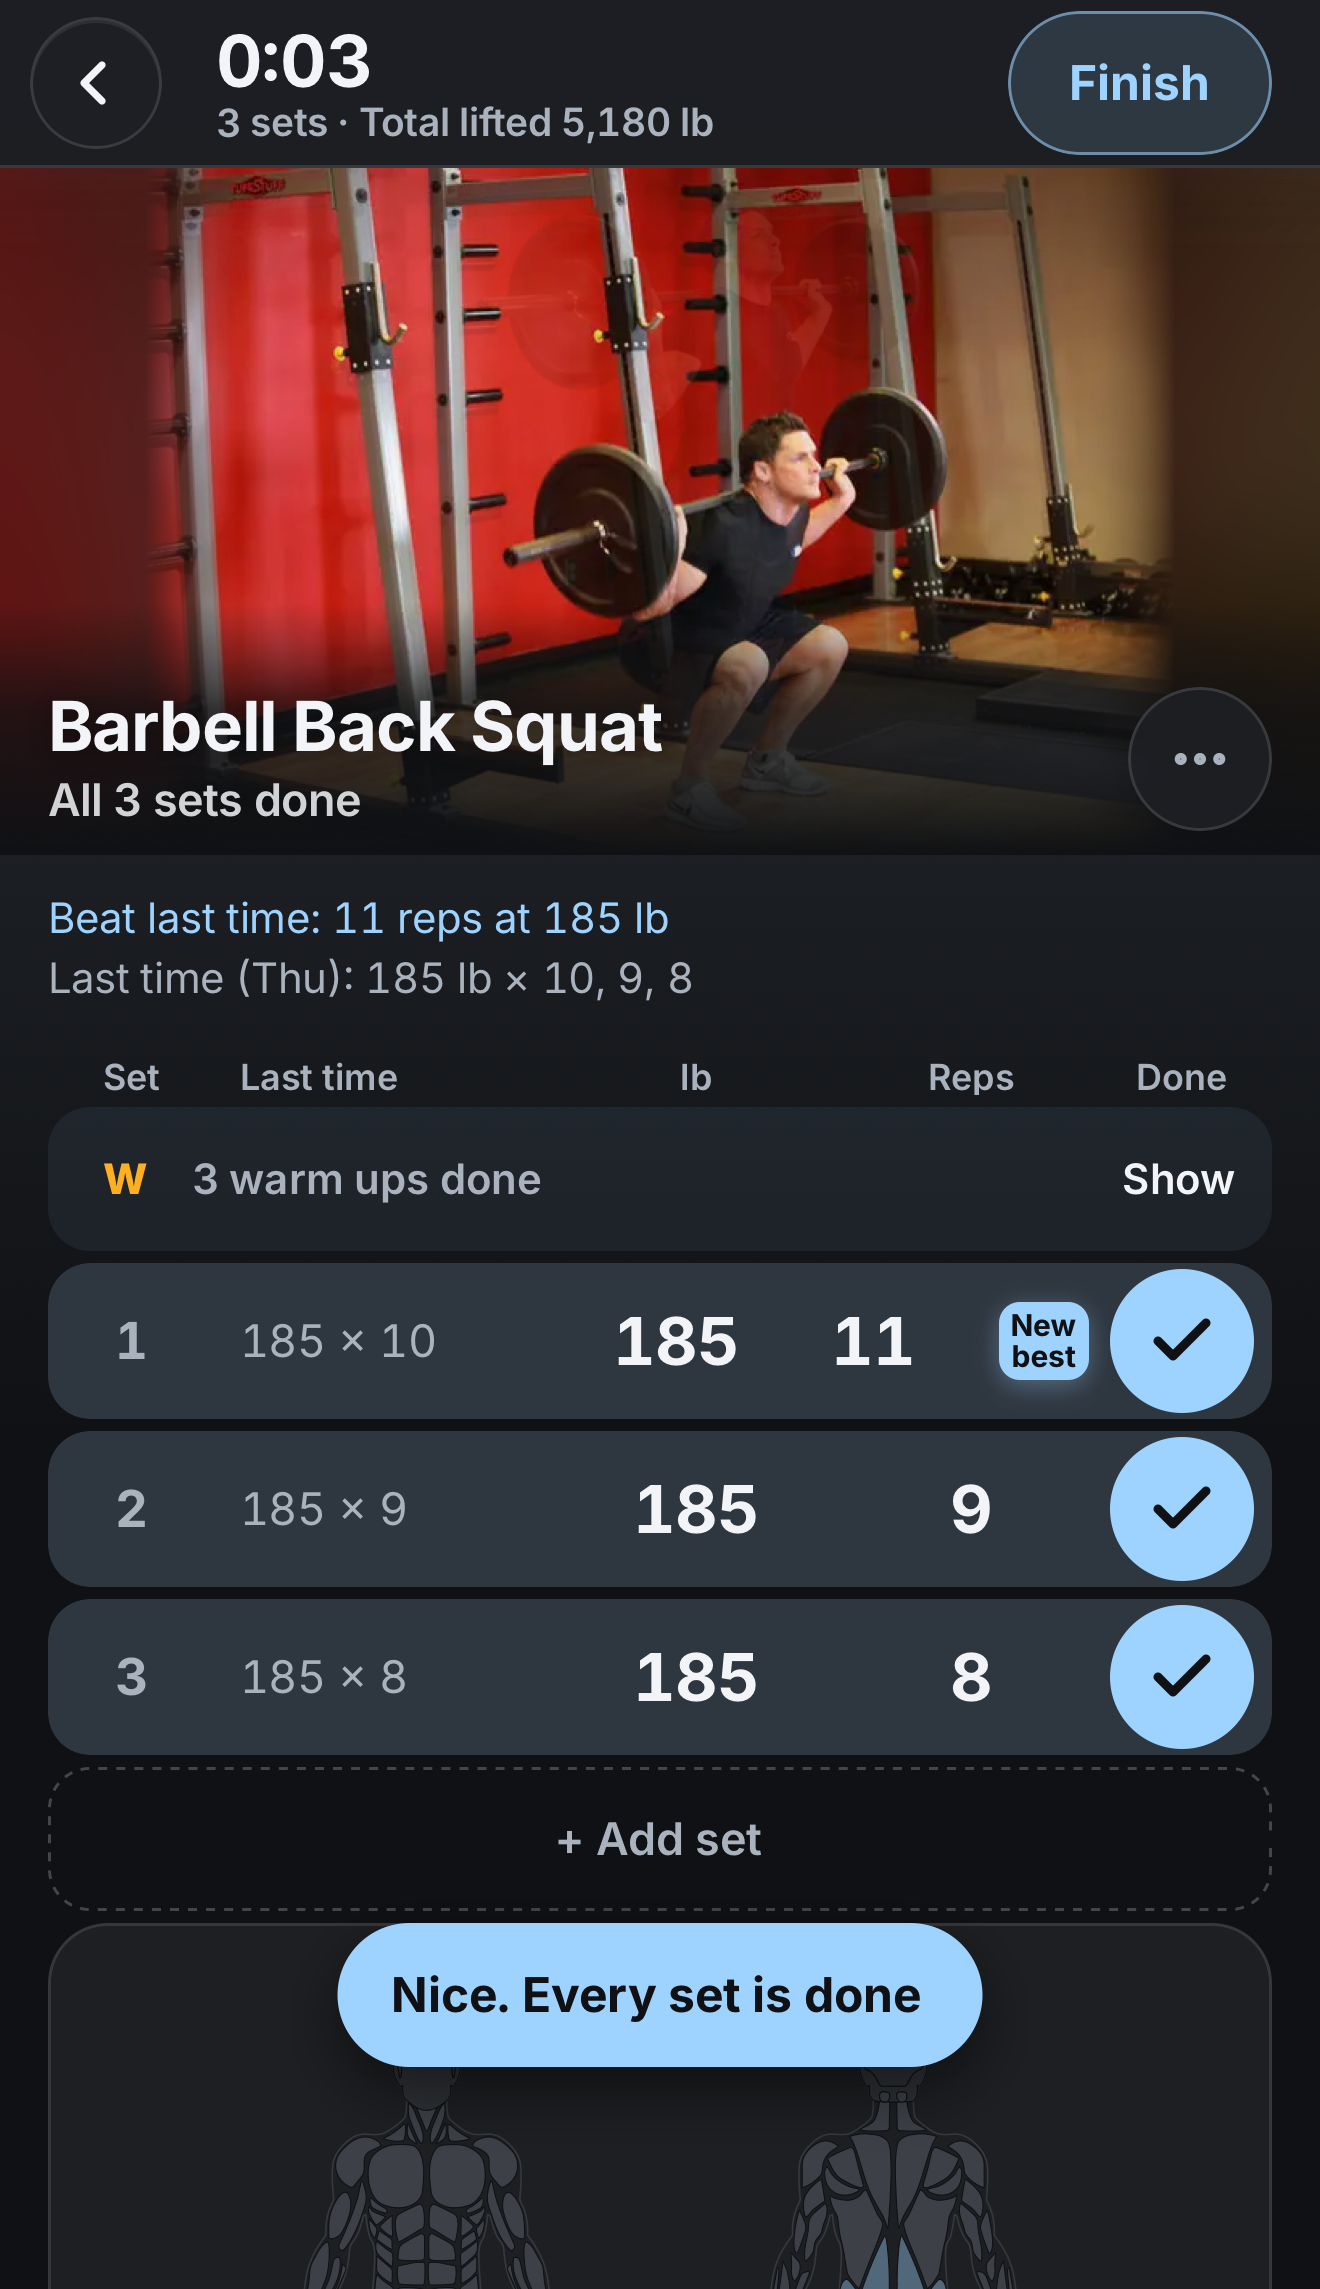 0:03
3 sets · Total lifted 5,180 lb
Finish
Barbell Back Squat
All 3 sets done
Beat last time: 11 reps at 185 lb
Last time (Thu): 185 lb × 10, 9, 8
Set Last time lb Reps Done
W 3 warm ups done Show
1 185 × 10 185 11 New best
2 185 × 9 185 9
3 185 × 8 185 8
+ Add set
Nice. Every set is done